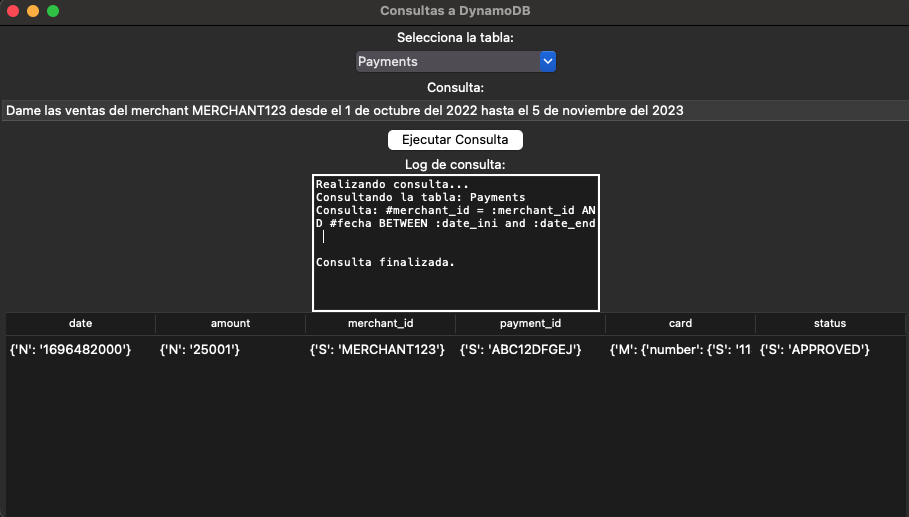 Consultas a DynamoDB
Selecciona la tabla:
Payments
Consulta:
Dame las ventas del merchant MERCHANT123 desde el 1 de octubre del 2022 hasta el 5 de noviembre del 2023
Ejecutar Consulta
Log de consulta:
Realizando consulta...
Consultando la tabla: Payments
Consulta: #merchant_id = :merchant_id AN
D #fecha BETWEEN :date_ini and :date_end
Consulta finalizada.
date amount merchant_id payment_id card status
{'N': '1696482000'} {'N': '25001'} {'S': 'MERCHANT123'} {'S': 'ABC12DFGEJ'} {'M': {'number': {'S': '11 {'S': 'APPROVED'}